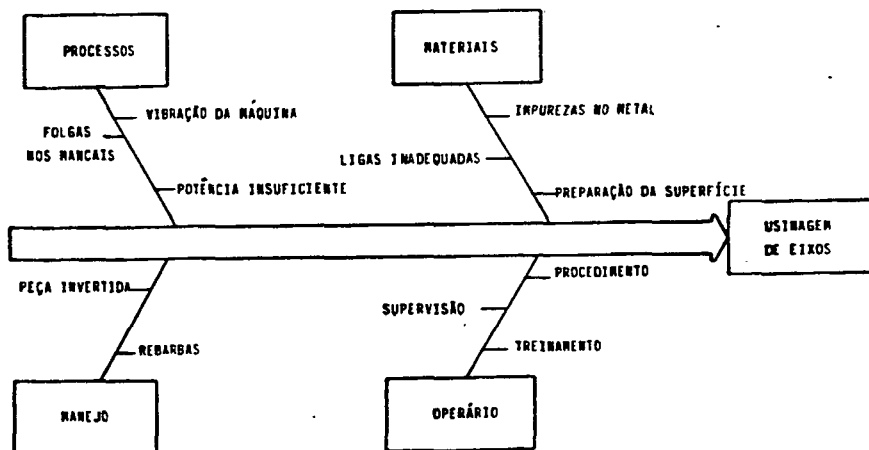 PROCESSOS
MATERIAIS
VIBRAÇÃO DA MÁQUINA
FOLGAS
NOS MANCAIS
POTÊNCIA INSUFICIENTE
IMPUREZAS NO METAL
LIGAS INADEQUADAS
PREPARAÇÃO DA SUPERFÍCIE
USINAGEM
DE EIXOS
PEÇA INVERTIDA
REBARBAS
PROCEDIMENTO
SUPERVISÃO
TREINAMENTO
MANEJO
OPERÁRIO